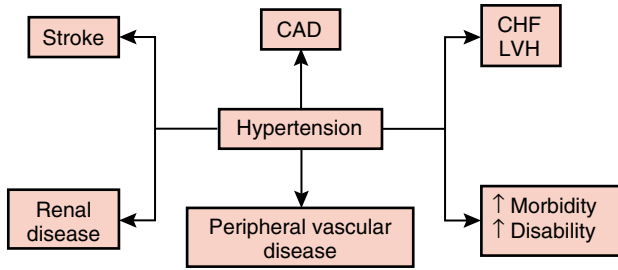 Stroke
CAD
CHF
LVH
Hypertension
Renal
disease
Peripheral vascular
disease
↑ Morbidity
↑ Disability